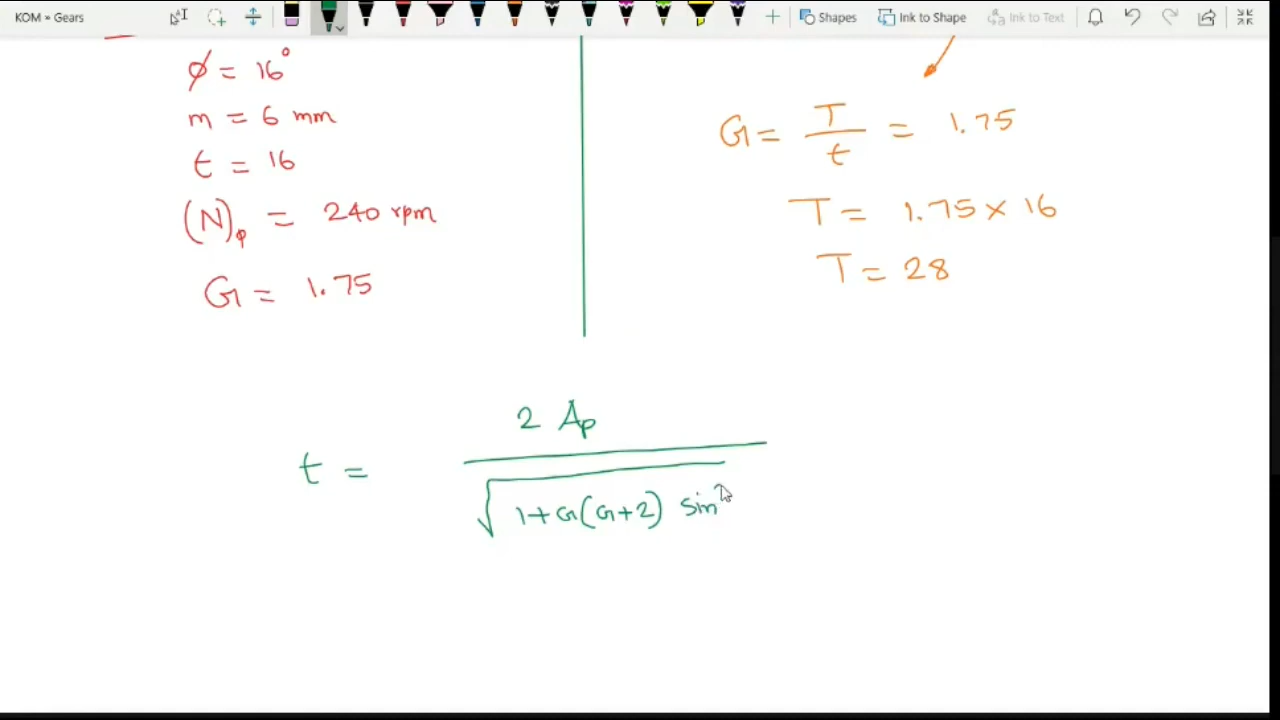 KOM » Gears Shapes Ink to Shape Ink to Text
ϕ = 16°
m = 6 mm
t = 16
(N)p = 240 rpm
G = 1.75
G = T/t = 1.75
T = 1.75 × 16
T = 28
t = 2 Ap / √1+G(G+2) sin²